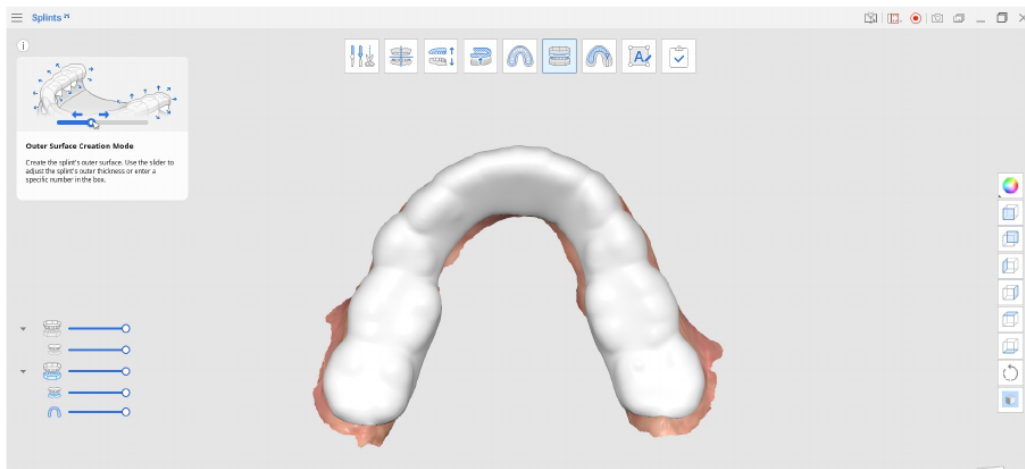 Splints
Outer Surface Creation Mode
Create the splint's outer surface. Use the slider to
adjust the splint's outer thickness or enter a
specific number in the box.